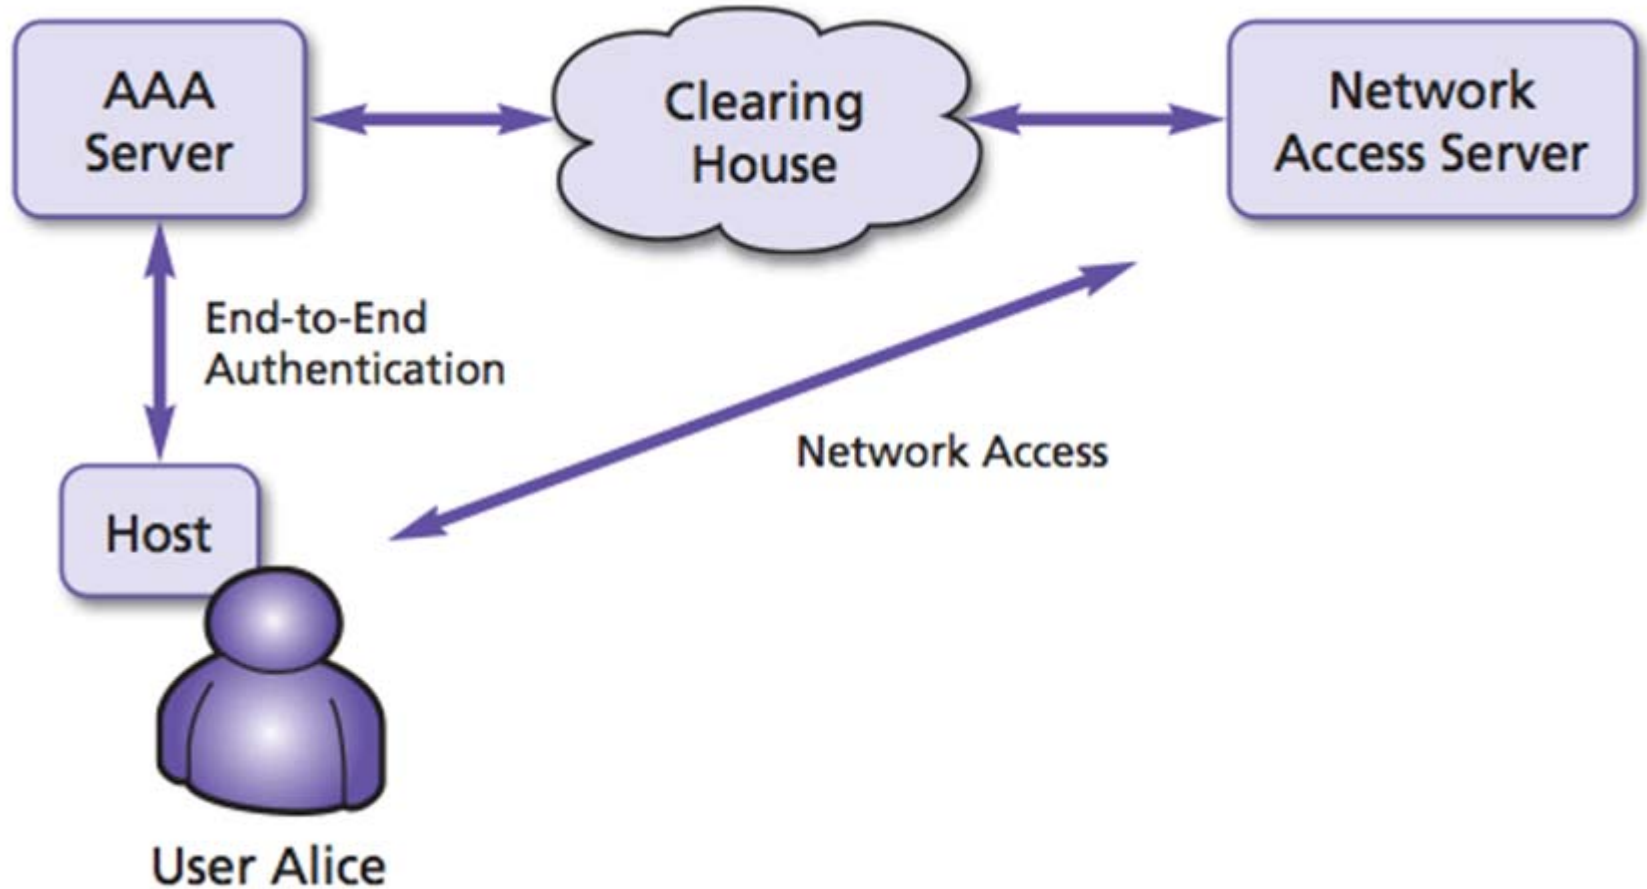 AAA
Server
Clearing
House
Network
Access Server
End-to-End
Authentication
Network Access
Host
User Alice